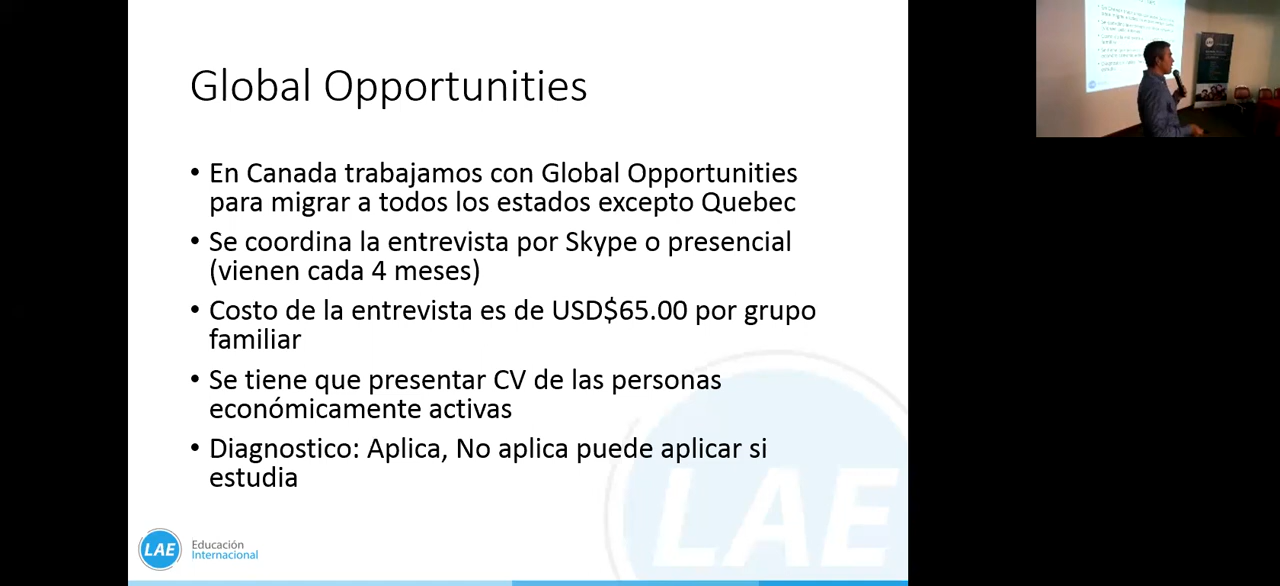 Global Opportunities
• En Canada trabajamos con Global Opportunities
para migrar a todos los estados excepto Quebec
• Se coordina la entrevista por Skype o presencial
(vienen cada 4 meses)
• Costo de la entrevista es de USD$65.00 por grupo
familiar
• Se tiene que presentar CV de las personas
económicamente activas
• Diagnostico: Aplica, No aplica puede aplicar si
estudia
LAE
LAE
Educación
Internacional